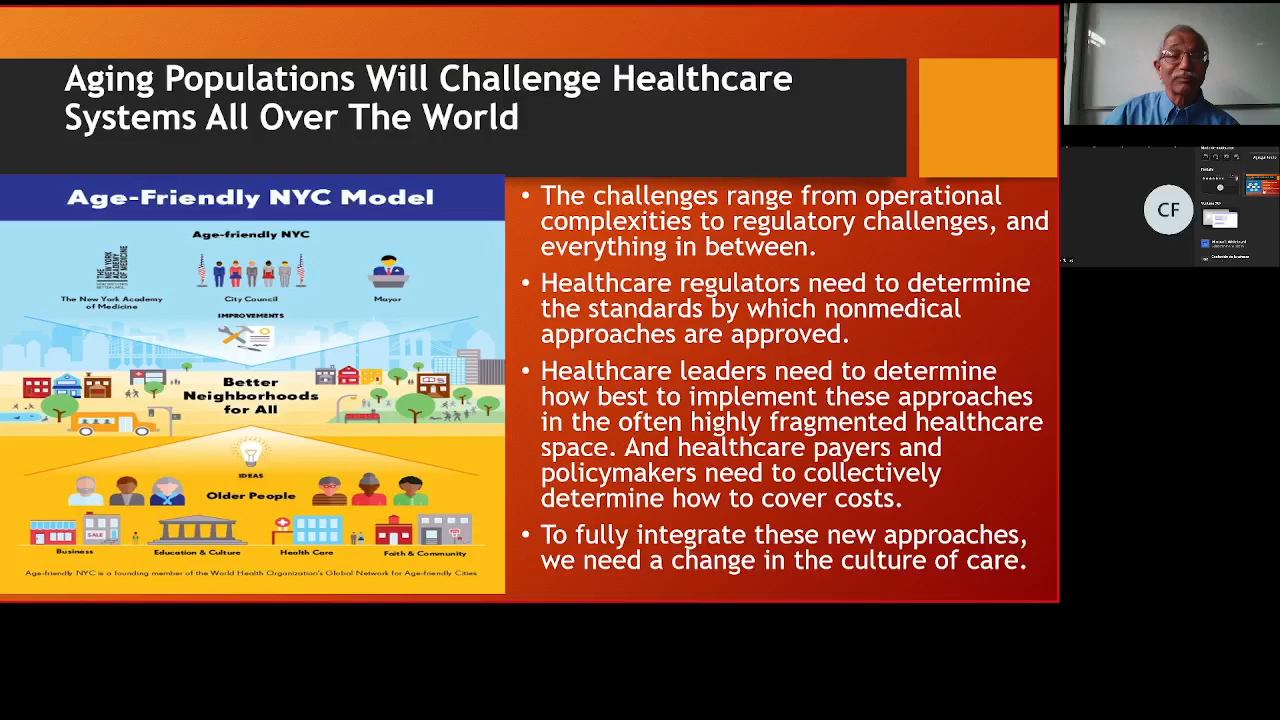 Aging Populations Will Challenge Healthcare
Systems All Over The World
Age-Friendly NYC Model
Age-friendly NYC
THE NEW YORK ACADEMY OF MEDICINE
The New York Academy
of Medicine
City Council
Mayor
IMPROVEMENTS
Better
Neighborhoods
for All
IDEAS
Older People
SALE
Business
Education & Culture
Health Care
Faith & Community
Age-friendly NYC is a founding member of the World Health Organization's Global Network for Age-friendly Cities
• The challenges range from operational
complexities to regulatory challenges, and
everything in between.
• Healthcare regulators need to determine
the standards by which nonmedical
approaches are approved.
• Healthcare leaders need to determine
how best to implement these approaches
in the often highly fragmented healthcare
space. And healthcare payers and
policymakers need to collectively
determine how to cover costs.
• To fully integrate these new approaches,
we need a change in the culture of care.
CF